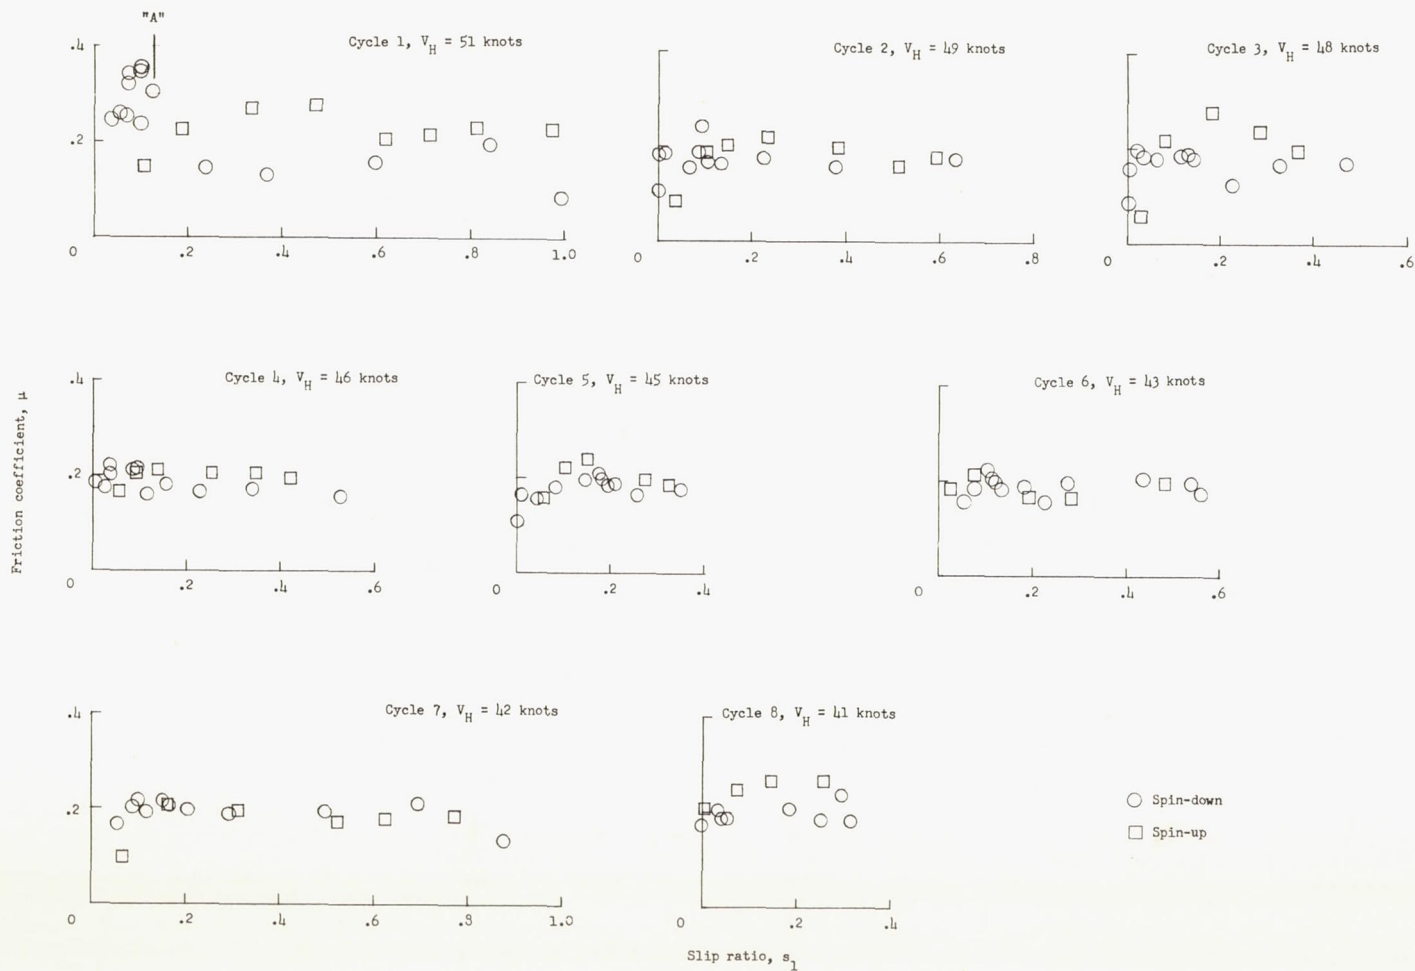 "A"
Cycle 1, V_H = 51 knots
Cycle 2, V_H = 49 knots
Cycle 3, V_H = 48 knots
.4
.2
0 .2 .4 .6 .8 1.0
0 .2 .4 .6 .8
0 .2 .4 .6
Friction coefficient, μ
Cycle 4, V_H = 46 knots
Cycle 5, V_H = 45 knots
Cycle 6, V_H = 43 knots
.4
.2
0 .2 .4 .6
0 .2 .4
0 .2 .4 .6
Cycle 7, V_H = 42 knots
Cycle 8, V_H = 41 knots
.4
.2
0 .2 .4 .6 .8 1.0
0 .2 .4
Spin-down
Spin-up
Slip ratio, s_1